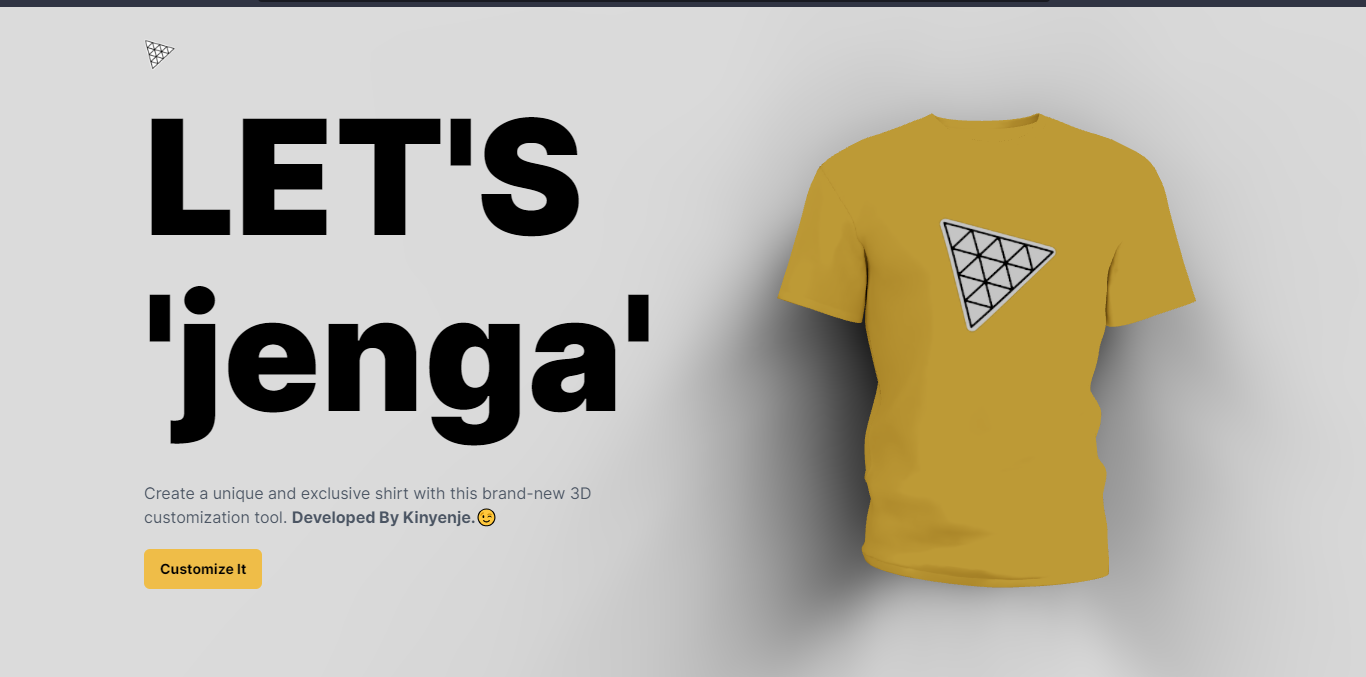 LET'S
'jenga'
Create a unique and exclusive shirt with this brand-new 3D
customization tool. Developed By Kinyenje.😉
Customize It